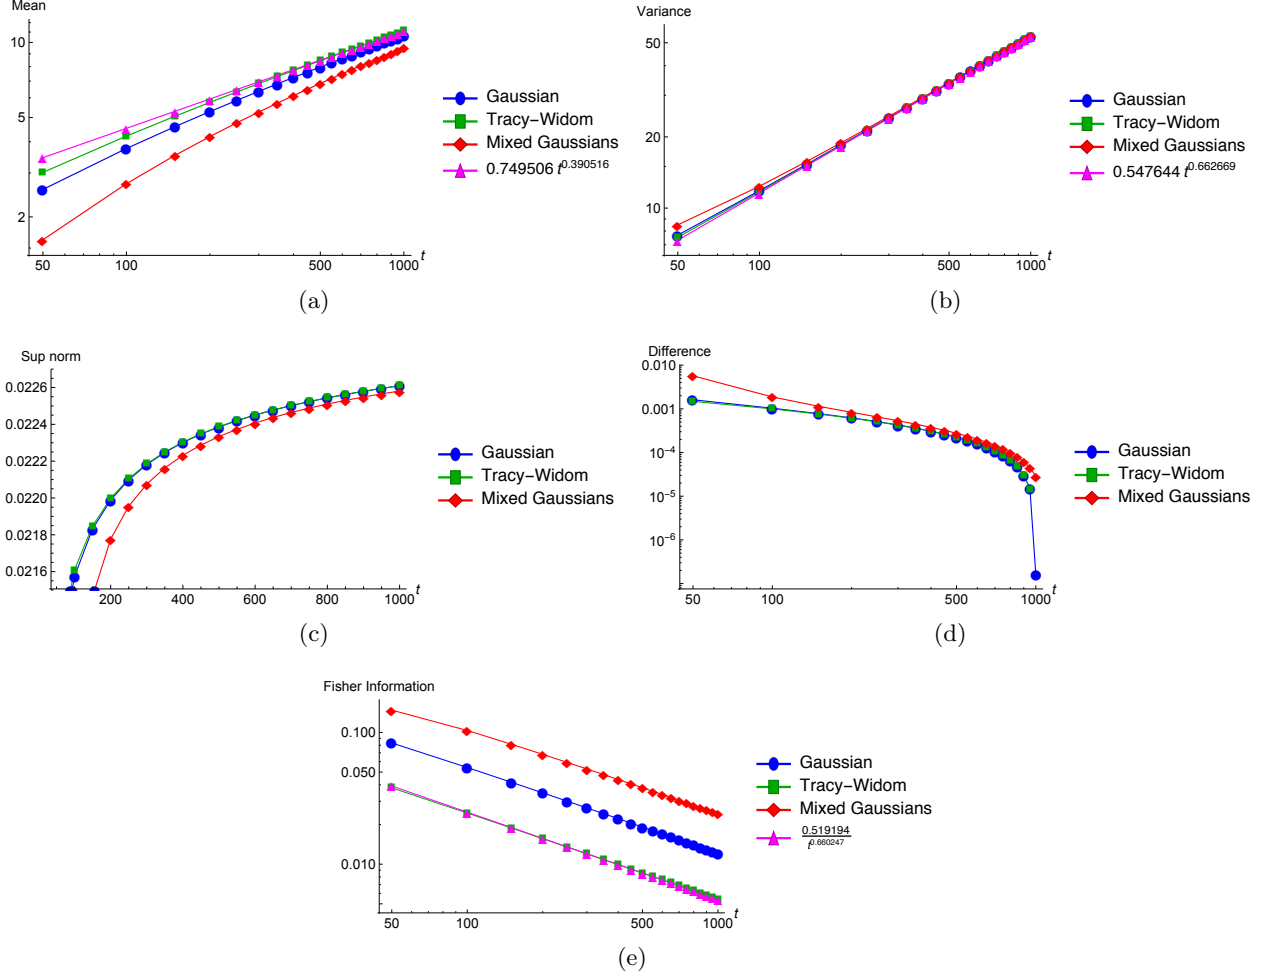 Mean
10
5
2
50 100 500 1000 t
Gaussian
Tracy-Widom
Mixed Gaussians
0.749506 t^0.390516
(a)
Variance
50
20
10
50 100 500 1000 t
Gaussian
Tracy-Widom
Mixed Gaussians
0.547644 t^0.662669
(b)
Sup norm
0.0226
0.0224
0.0222
0.0220
0.0218
0.0216
200 400 600 800 1000 t
Gaussian
Tracy-Widom
Mixed Gaussians
(c)
Difference
0.010
0.001
10^-4
10^-5
10^-6
50 100 500 1000 t
Gaussian
Tracy-Widom
Mixed Gaussians
(d)
Fisher Information
0.100
0.050
0.010
50 100 500 1000 t
Gaussian
Tracy-Widom
Mixed Gaussians
0.519194
t^0.660247
(e)